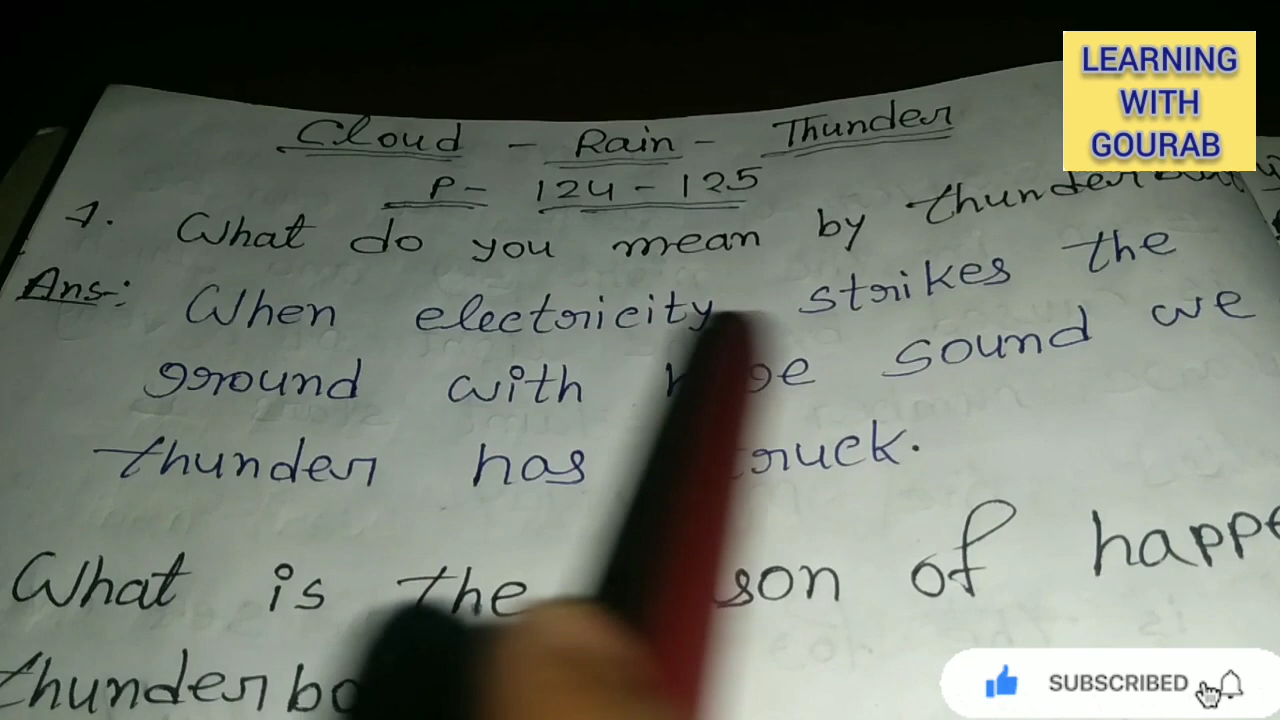 LEARNING
WITH
GOURAB
Cloud - Rain - Thunder
P- 124 - 125
1. What do you mean by
Ans:- When electricity strikes the
ground with sound we
thunder has
What is the of
SUBSCRIBED